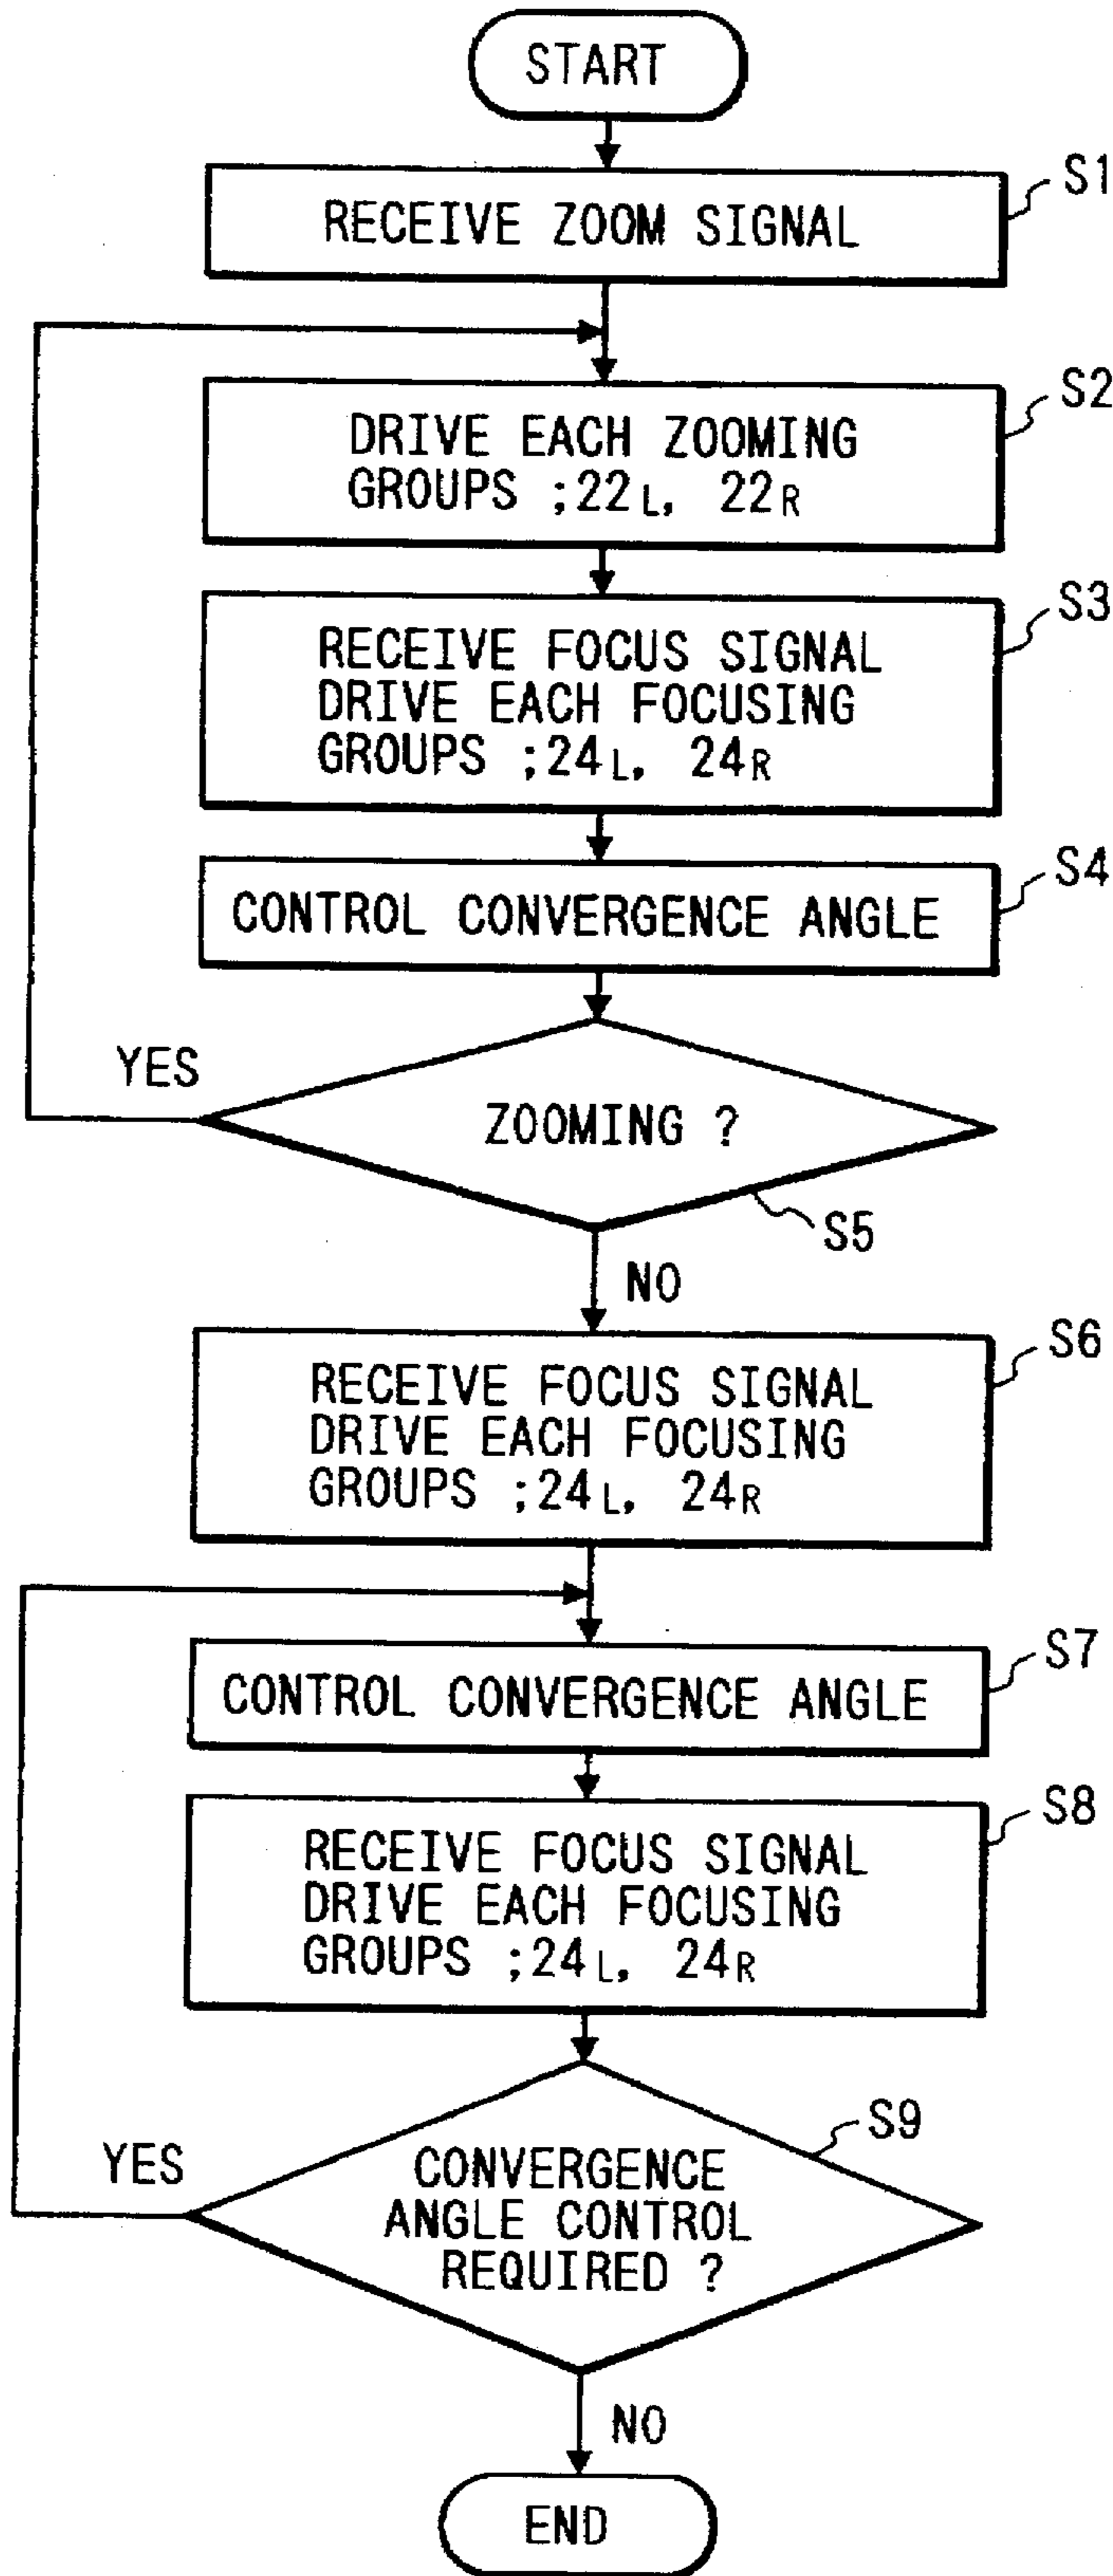 START
RECEIVE ZOOM SIGNAL
S1
DRIVE EACH ZOOMING
GROUPS ;22L, 22R
S2
RECEIVE FOCUS SIGNAL
DRIVE EACH FOCUSING
GROUPS ;24L, 24R
S3
CONTROL CONVERGENCE ANGLE
S4
YES
ZOOMING ?
S5
NO
RECEIVE FOCUS SIGNAL
DRIVE EACH FOCUSING
GROUPS ;24L, 24R
S6
CONTROL CONVERGENCE ANGLE
S7
RECEIVE FOCUS SIGNAL
DRIVE EACH FOCUSING
GROUPS ;24L, 24R
S8
YES
CONVERGENCE
ANGLE CONTROL
REQUIRED ?
S9
NO
END